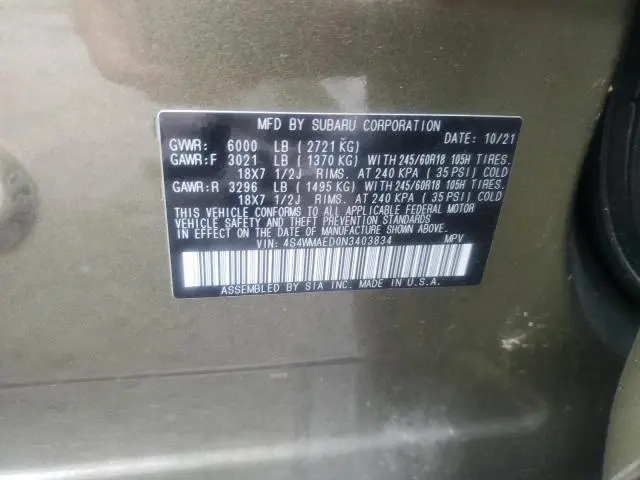 MFD BY SUBARU CORPORATION
DATE: 10/21
GVWR: 6000 LB (2721 KG)
GAWR:F 3021 LB (1370 KG) WITH 245/60R18 105H TIRES.
18X7 1/2J RIMS. AT 240 KPA (35 PSI) COLD
GAWR:R 3296 LB (1495 KG) WITH 245/60R18 105H TIRES.
18X7 1/2J RIMS. AT 240 KPA (35 PSI) COLD
THIS VEHICLE CONFORMS TO ALL APPLICABLE FEDERAL MOTOR
VEHICLE SAFETY AND THEFT PREVENTION STANDARDS
IN EFFECT ON THE DATE OF MANUFACTURE SHOWN ABOVE.
VIN: 4S4WMAED0N3403834 MPV
ASSEMBLED BY SIA INC. MADE IN U.S.A.